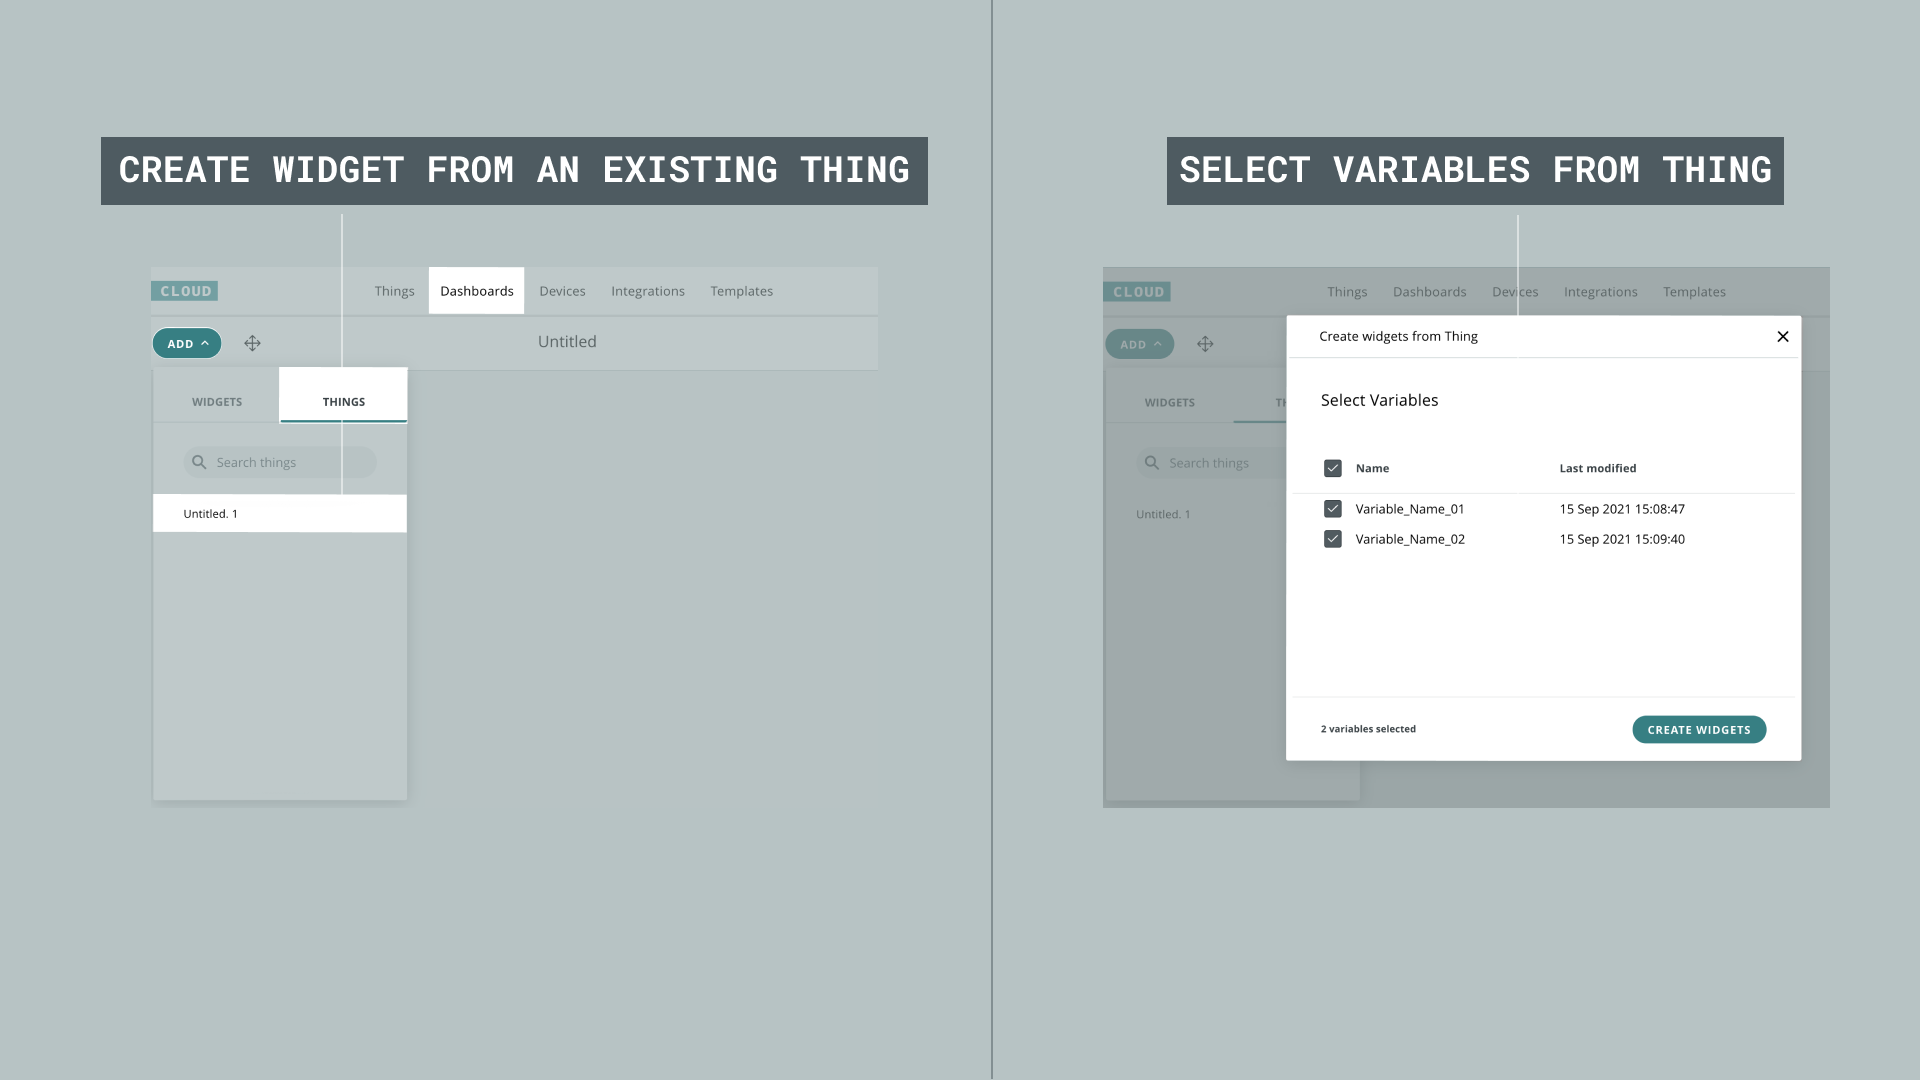 CREATE WIDGET FROM AN EXISTING THING
CLOUD Things Dashboards Devices Integrations Templates
ADD Untitled
WIDGETS THINGS
Search things
Untitled. 1
SELECT VARIABLES FROM THING
CLOUD Things Dashboards Devices Integrations Templates
ADD
WIDGETS TH
Search things
Untitled. 1
Create widgets from Thing
Select Variables
Name Last modified
Variable_Name_01 15 Sep 2021 15:08:47
Variable_Name_02 15 Sep 2021 15:09:40
2 variables selected CREATE WIDGETS